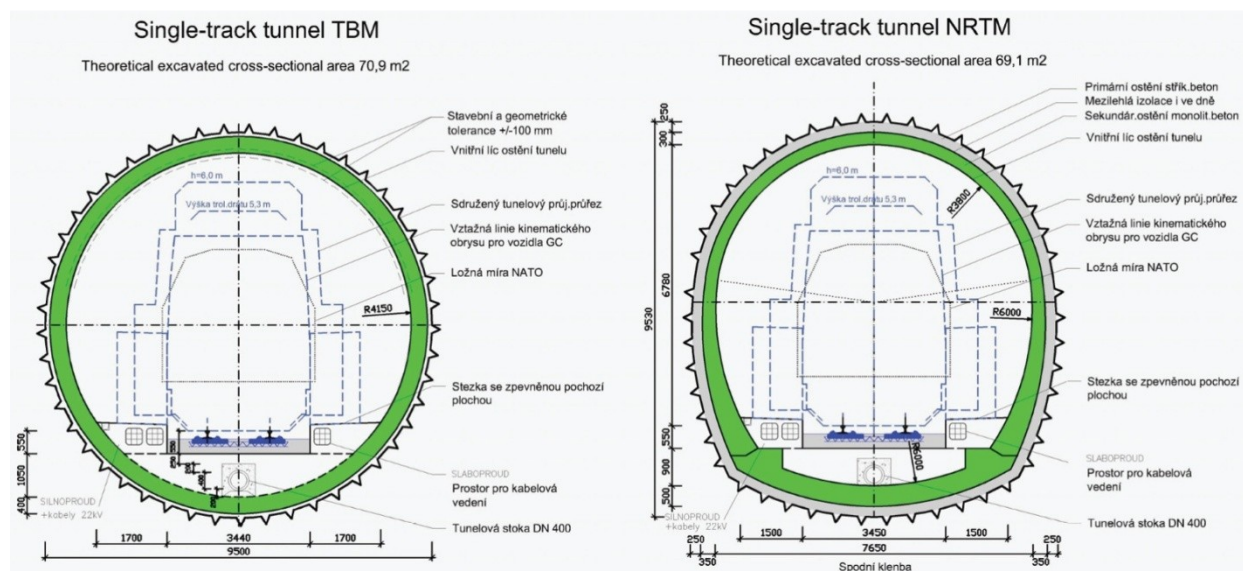 Single-track tunnel TBM
Theoretical excavated cross-sectional area 70,9 m2
Stavební a geometrické
tolerance +/-100 mm
Vnitřní líc ostění tunelu
h=6,0 m
Výška trol.drátu 5,3 m
Sdružený tunelový průj.průřez
Vztažná linie kinematického
obrysu pro vozidla GC
Ložná míra NATO
R4150
Stezka se zpevněnou pochozí
plochou
SLABOPROUD
Prostor pro kabelová
vedení
Tunelová stoka DN 400
SILNOPROUD
+kabely 22kV
550
1050
400
1700
3440
1700
9500
Single-track tunnel NRTM
Theoretical excavated cross-sectional area 69,1 m2
Primární ostění střík.beton
Mezilehlá izolace i ve dně
Sekundár.ostění monolit.beton
Vnitřní líc ostění tunelu
h=6,0 m
Výška trol.drátu 5,3 m
R3800
Sdružený tunelový průj.průřez
Vztažná linie kinematického
obrysu pro vozidla GC
Ložná míra NATO
R6000
Stezka se zpevněnou pochozí
plochou
R6000
SLABOPROUD
Prostor pro kabelová
vedení
Tunelová stoka DN 400
SILNOPROUD
+kabely 22kV
250
300
6780
9530
550
900
500
1500
3450
1500
250
7650
250
350
Spodní klenba
350